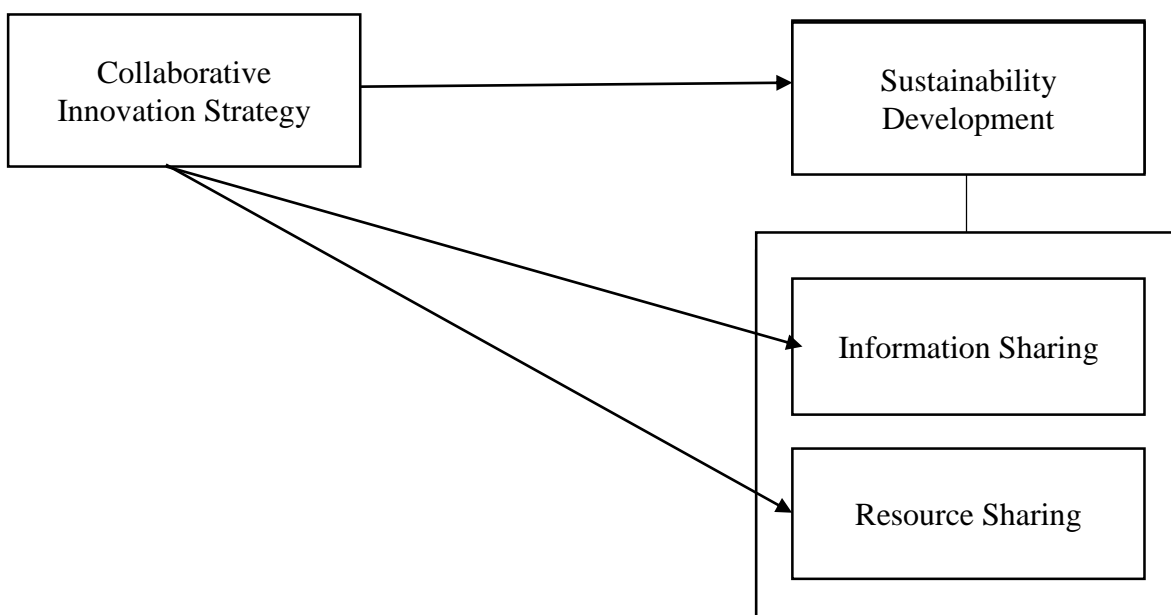 Collaborative
Innovation Strategy
Sustainability
Development
Information Sharing
Resource Sharing